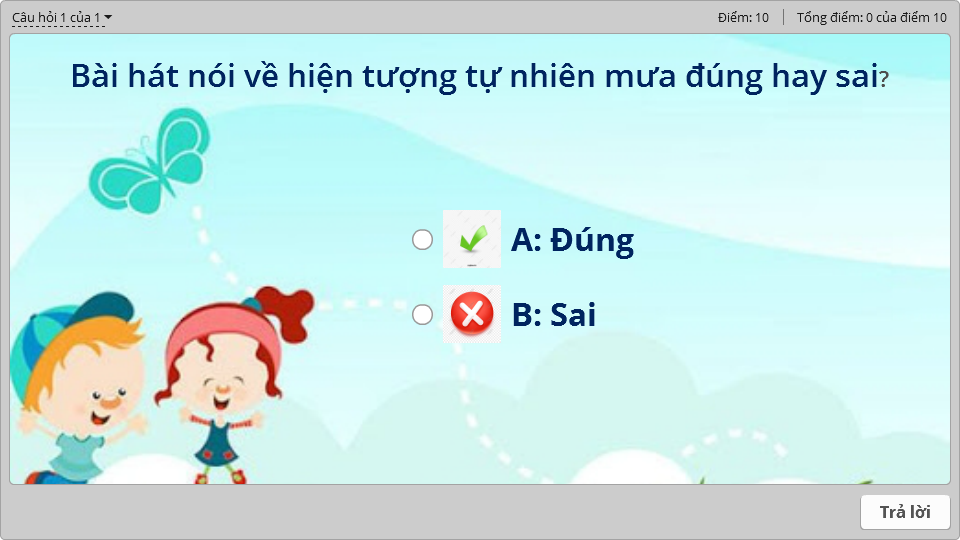 Câu hỏi 1 của 1
Điểm: 10
Tổng điểm: 0 của điểm 10
Bài hát nói về hiện tượng tự nhiên mưa đúng hay sai?
A: Đúng
B: Sai
Trả lời